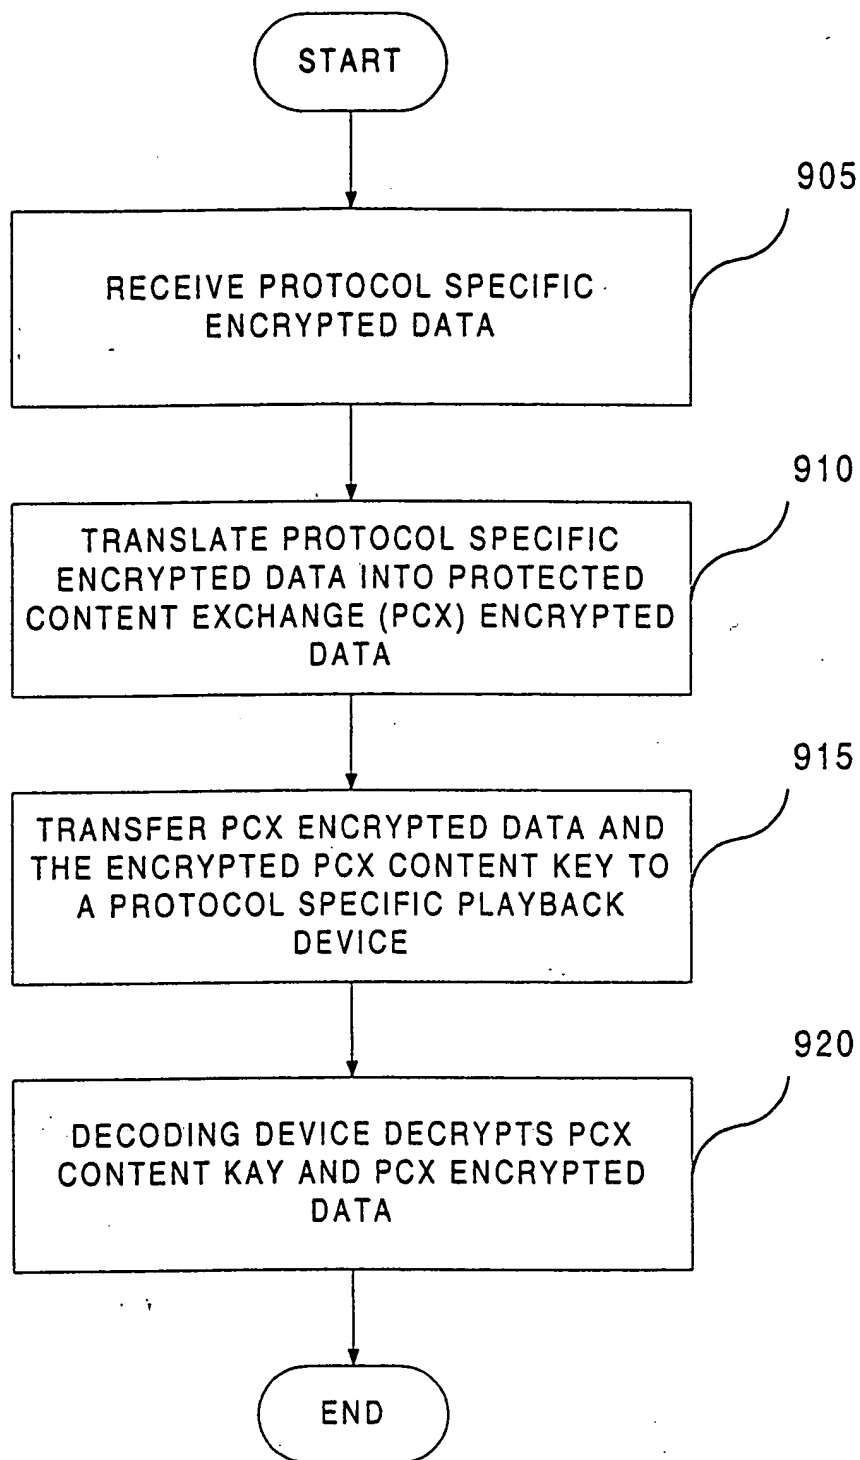 START
905
RECEIVE PROTOCOL SPECIFIC
ENCRYPTED DATA
910
TRANSLATE PROTOCOL SPECIFIC
ENCRYPTED DATA INTO PROTECTED
CONTENT EXCHANGE (PCX) ENCRYPTED
DATA
915
TRANSFER PCX ENCRYPTED DATA AND
THE ENCRYPTED PCX CONTENT KEY TO
A PROTOCOL SPECIFIC PLAYBACK
DEVICE
920
DECODING DEVICE DECRYPTS PCX
CONTENT KAY AND PCX ENCRYPTED
DATA
END